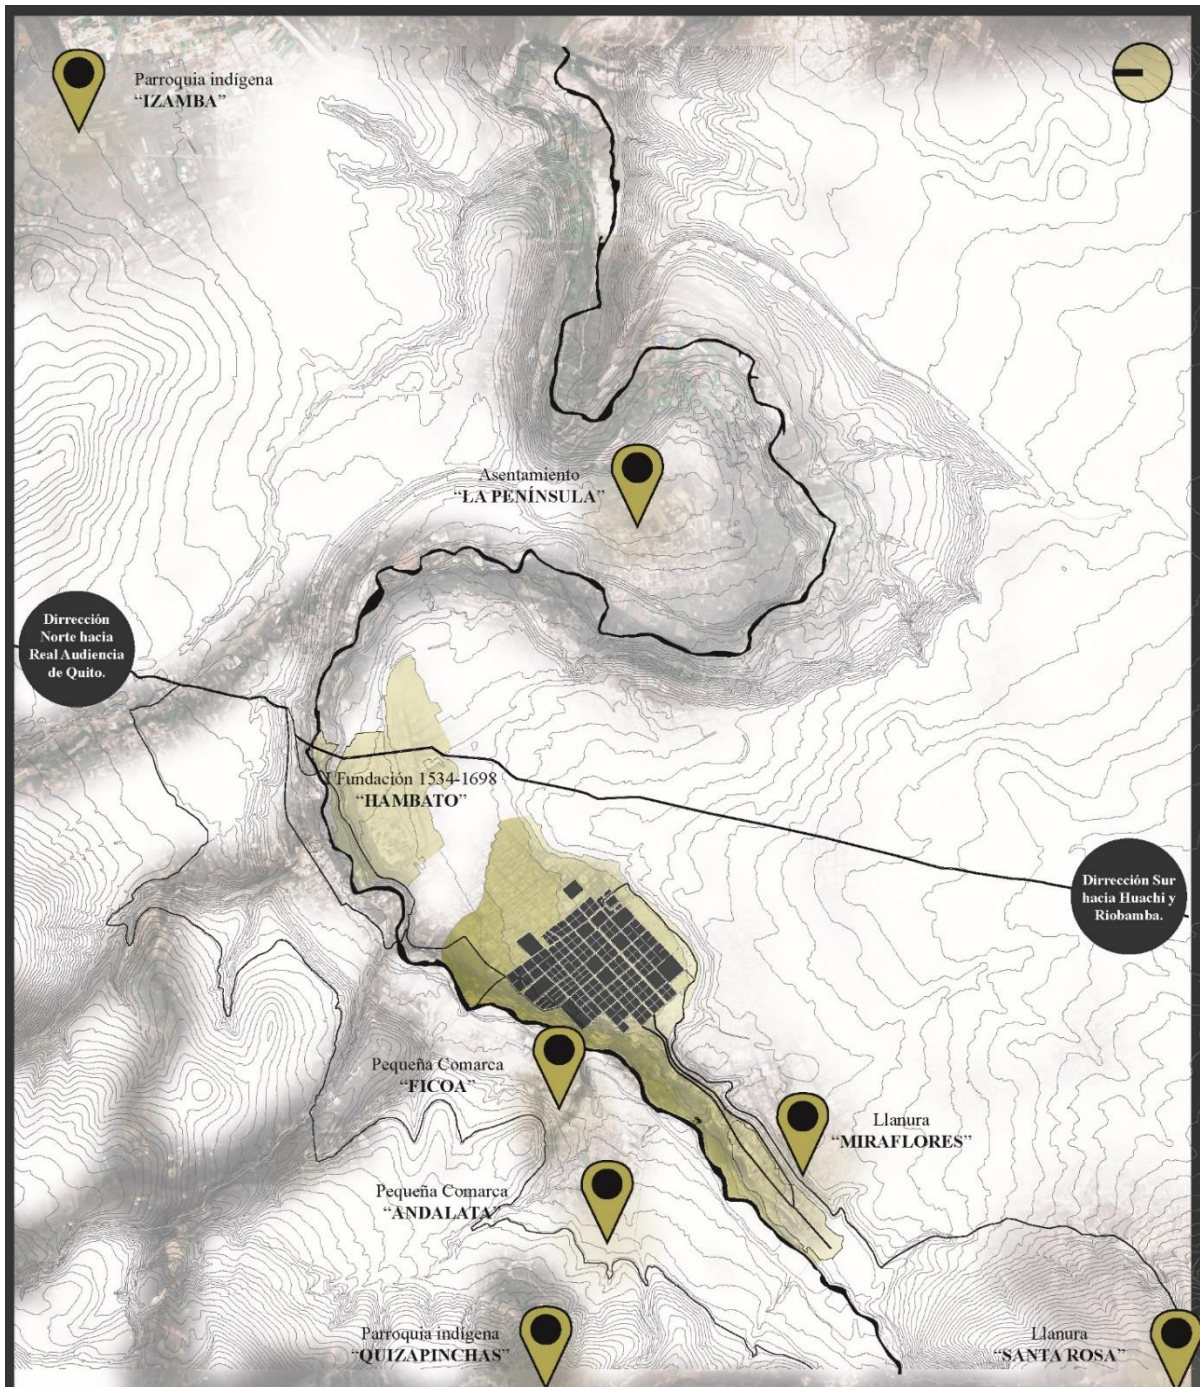 Parroquia indígena
“IZAMBA”
Asentamiento
“LA PENÍNSULA”
Dirrección
Norte hacia
Real Audiencia
de Quito.
I Fundación 1534-1698
“HAMBATO”
Dirrección Sur
hacia Huachi y
Riobamba.
Pequeña Comarca
“FICOA”
Llanura
“MIRAFLORES”
Pequeña Comarca
“ANDALATA”
Parroquia indígena
“QUIZAPINCHAS”
Llanura
“SANTA ROSA”